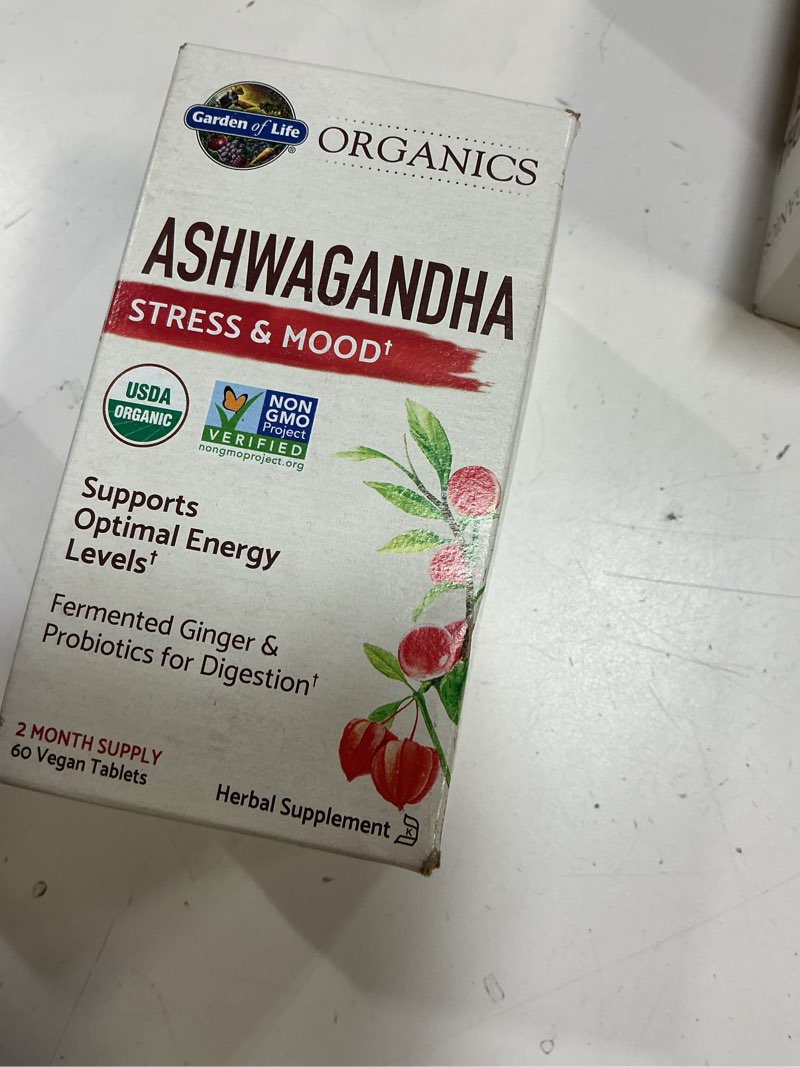 Garden of Life®
ORGANICS
ASHWAGANDHA
STRESS & MOOD†
USDA
ORGANIC
NON
GMO
Project
VERIFIED
nongmoproject.org
Supports
Optimal Energy
Levels†
Fermented Ginger &
Probiotics for Digestion†
2 MONTH SUPPLY
60 Vegan Tablets
Herbal Supplement
K